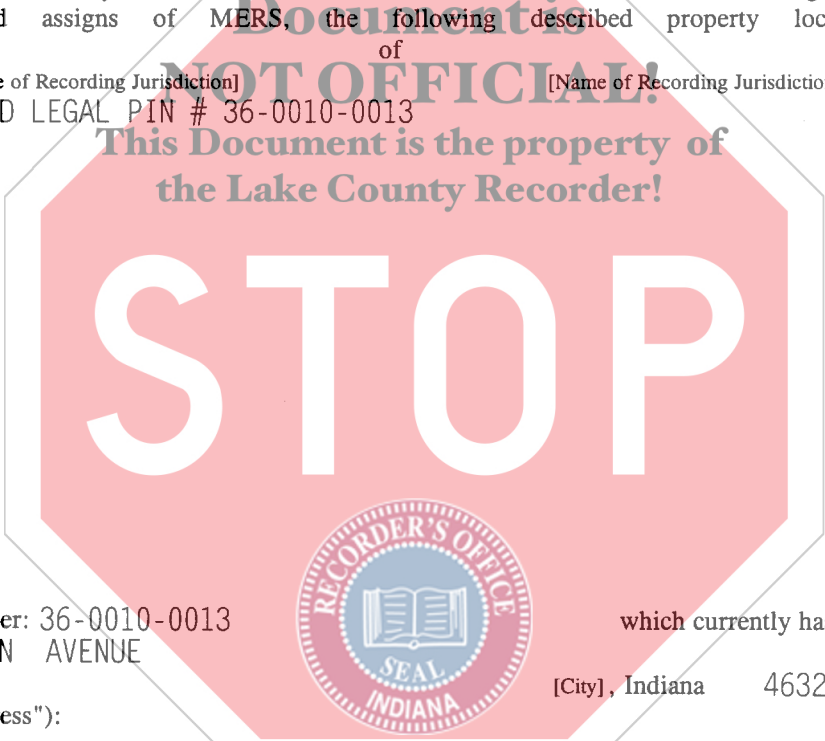 Document is
assigns of MERS, the following described property loc
of
e of Recording Jurisdiction] [Name of Recording Jurisdictio
D LEGAL PIN # 36-0010-0013
NOT OFFICIAL!
This Document is the property of
the Lake County Recorder!
STOP
RECORDER'S OFFICE
SEAL
INDIANA
er: 36-0010-0013 which currently ha
N AVENUE
[City], Indiana 4632
ess"):